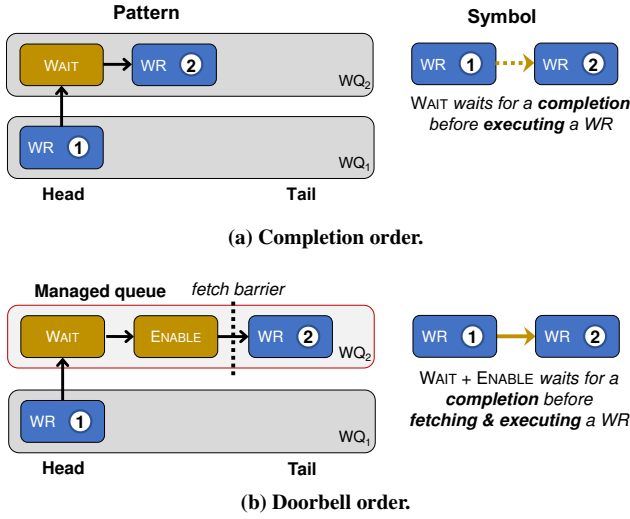 Pattern
Symbol
WAIT
WR 2
WQ2
WR 1
WQ1
Head
Tail
WR 1
WR 2
WAIT waits for a completion
before executing a WR
(a) Completion order.
Managed queue
fetch barrier
WAIT
ENABLE
WR 2
WQ2
WR 1
WQ1
Head
Tail
WR 1
WR 2
WAIT + ENABLE waits for a
completion before
fetching & executing a WR
(b) Doorbell order.